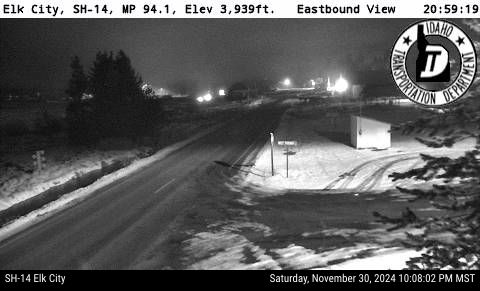 Elk City, SH-14, MP 94.1, Elev 3,939ft. Eastbound View 20:59:19
IDAHO
TRANSPORTATION DEPARTMENT
SH-14 Elk City Saturday, November 30, 2024 10:08:02 PM MST